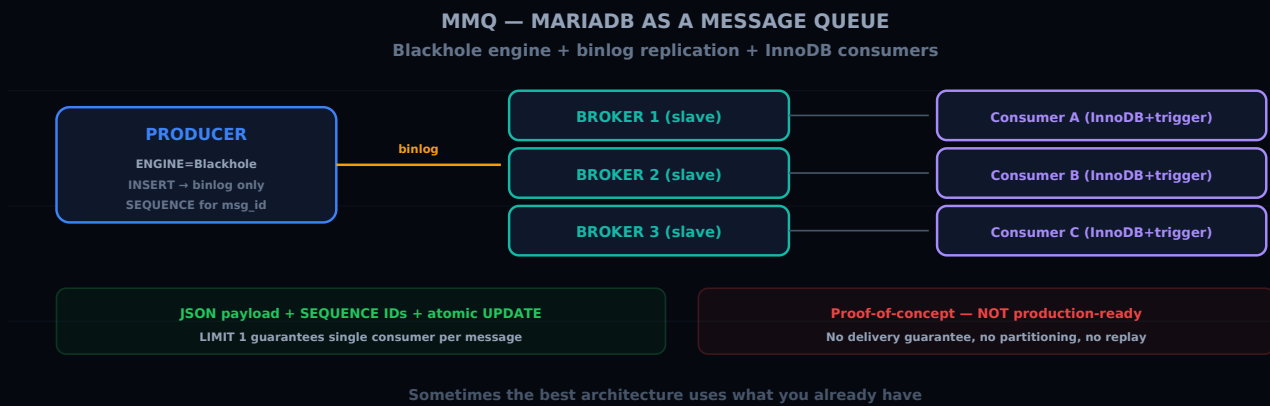 MMQ — MARIADB AS A MESSAGE QUEUE
Blackhole engine + binlog replication + InnoDB consumers
PRODUCER
ENGINE=Blackhole
INSERT → binlog only
SEQUENCE for msg_id
binlog
BROKER 1 (slave)
BROKER 2 (slave)
BROKER 3 (slave)
Consumer A (InnoDB+trigger)
Consumer B (InnoDB+trigger)
Consumer C (InnoDB+trigger)
JSON payload + SEQUENCE IDs + atomic UPDATE
LIMIT 1 guarantees single consumer per message
Proof-of-concept — NOT production-ready
No delivery guarantee, no partitioning, no replay
Sometimes the best architecture uses what you already have